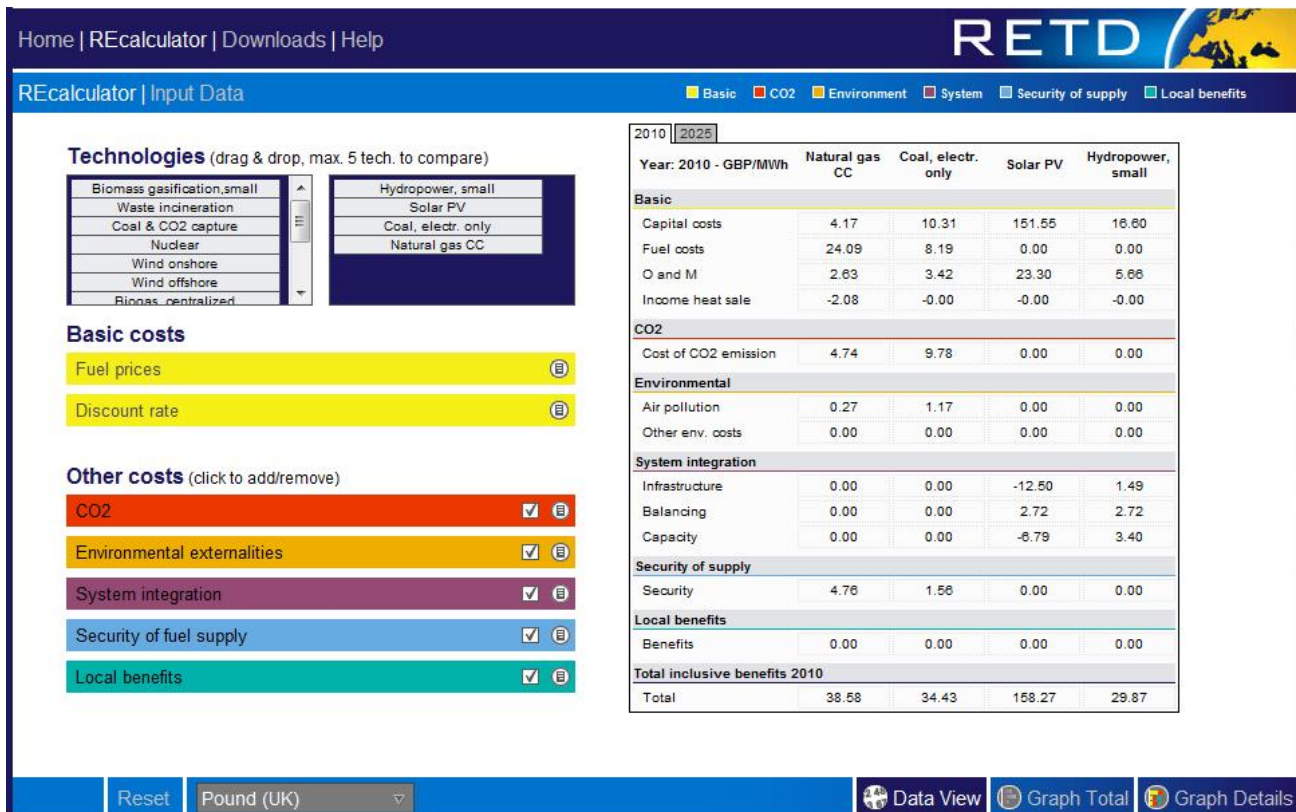 Home | REcalculator | Downloads | Help
RETD
REcalculator | Input Data
Basic CO2 Environment System Security of supply Local benefits
Technologies (drag & drop, max. 5 tech. to compare)
Biomass gasification,small
Waste incineration
Coal & CO2 capture
Nuclear
Wind onshore
Wind offshore
Biogas, centralized
Hydropower, small
Solar PV
Coal, electr. only
Natural gas CC
Basic costs
Fuel prices
Discount rate
Other costs (click to add/remove)
CO2
Environmental externalities
System integration
Security of fuel supply
Local benefits
2010 2025
Year: 2010 - GBP/MWh Natural gas CC Coal, electr. only Solar PV Hydropower, small
Basic
Capital costs 4.17 10.31 151.55 16.60
Fuel costs 24.09 8.19 0.00 0.00
O and M 2.63 3.42 23.30 5.66
Income heat sale -2.08 -0.00 -0.00 -0.00
CO2
Cost of CO2 emission 4.74 9.78 0.00 0.00
Environmental
Air pollution 0.27 1.17 0.00 0.00
Other env. costs 0.00 0.00 0.00 0.00
System integration
Infrastructure 0.00 0.00 -12.50 1.49
Balancing 0.00 0.00 2.72 2.72
Capacity 0.00 0.00 -6.79 3.40
Security of supply
Security 4.76 1.56 0.00 0.00
Local benefits
Benefits 0.00 0.00 0.00 0.00
Total inclusive benefits 2010
Total 38.58 34.43 158.27 29.87
Reset Pound (UK) Data View Graph Total Graph Details